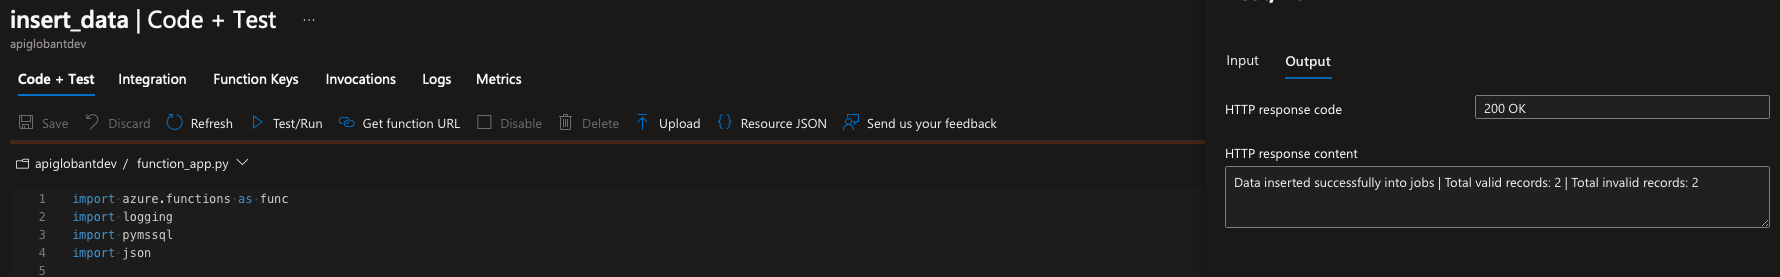 insert_data | Code + Test ...
apiglobantdev
Code + Test Integration Function Keys Invocations Logs Metrics
Save Discard Refresh Test/Run Get function URL Disable Delete Upload Resource JSON Send us your feedback
apiglobantdev / function_app.py
1 import azure.functions as func
2 import logging
3 import pymssql
4 import json
5
Input Output
HTTP response code
200 OK
HTTP response content
Data inserted successfully into jobs | Total valid records: 2 | Total invalid records: 2